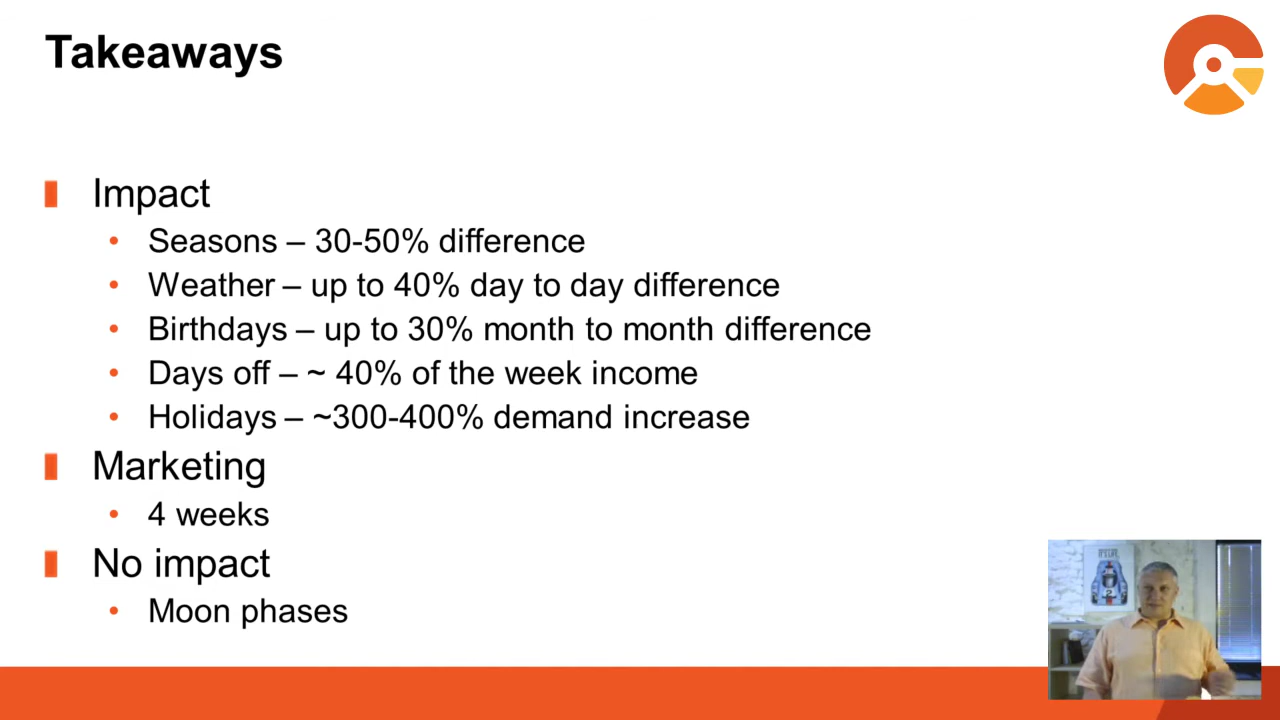 Takeaways
Impact
Seasons – 30-50% difference
Weather – up to 40% day to day difference
Birthdays – up to 30% month to month difference
Days off – ~ 40% of the week income
Holidays – ~300-400% demand increase
Marketing
4 weeks
No impact
Moon phases